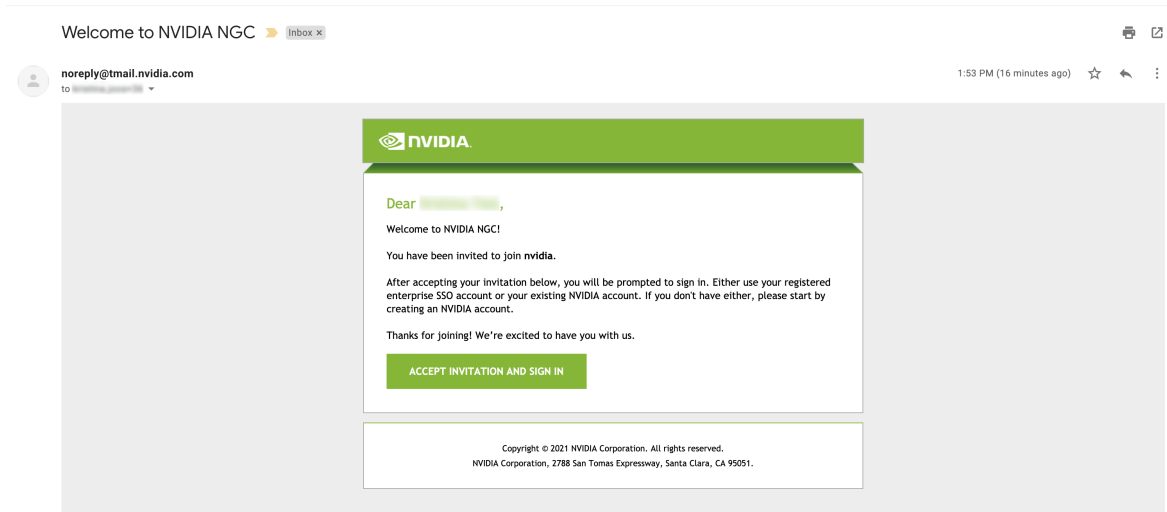 Welcome to NVIDIA NGC
Inbox ×
noreply@tmail.nvidia.com
1:53 PM (16 minutes ago)
to
NVIDIA.
Dear ,
Welcome to NVIDIA NGC!
You have been invited to join nvidia.
After accepting your invitation below, you will be prompted to sign in. Either use your registered
enterprise SSO account or your existing NVIDIA account. If you don't have either, please start by
creating an NVIDIA account.
Thanks for joining! We're excited to have you with us.
ACCEPT INVITATION AND SIGN IN
Copyright © 2021 NVIDIA Corporation. All rights reserved.
NVIDIA Corporation, 2788 San Tomas Expressway, Santa Clara, CA 95051.